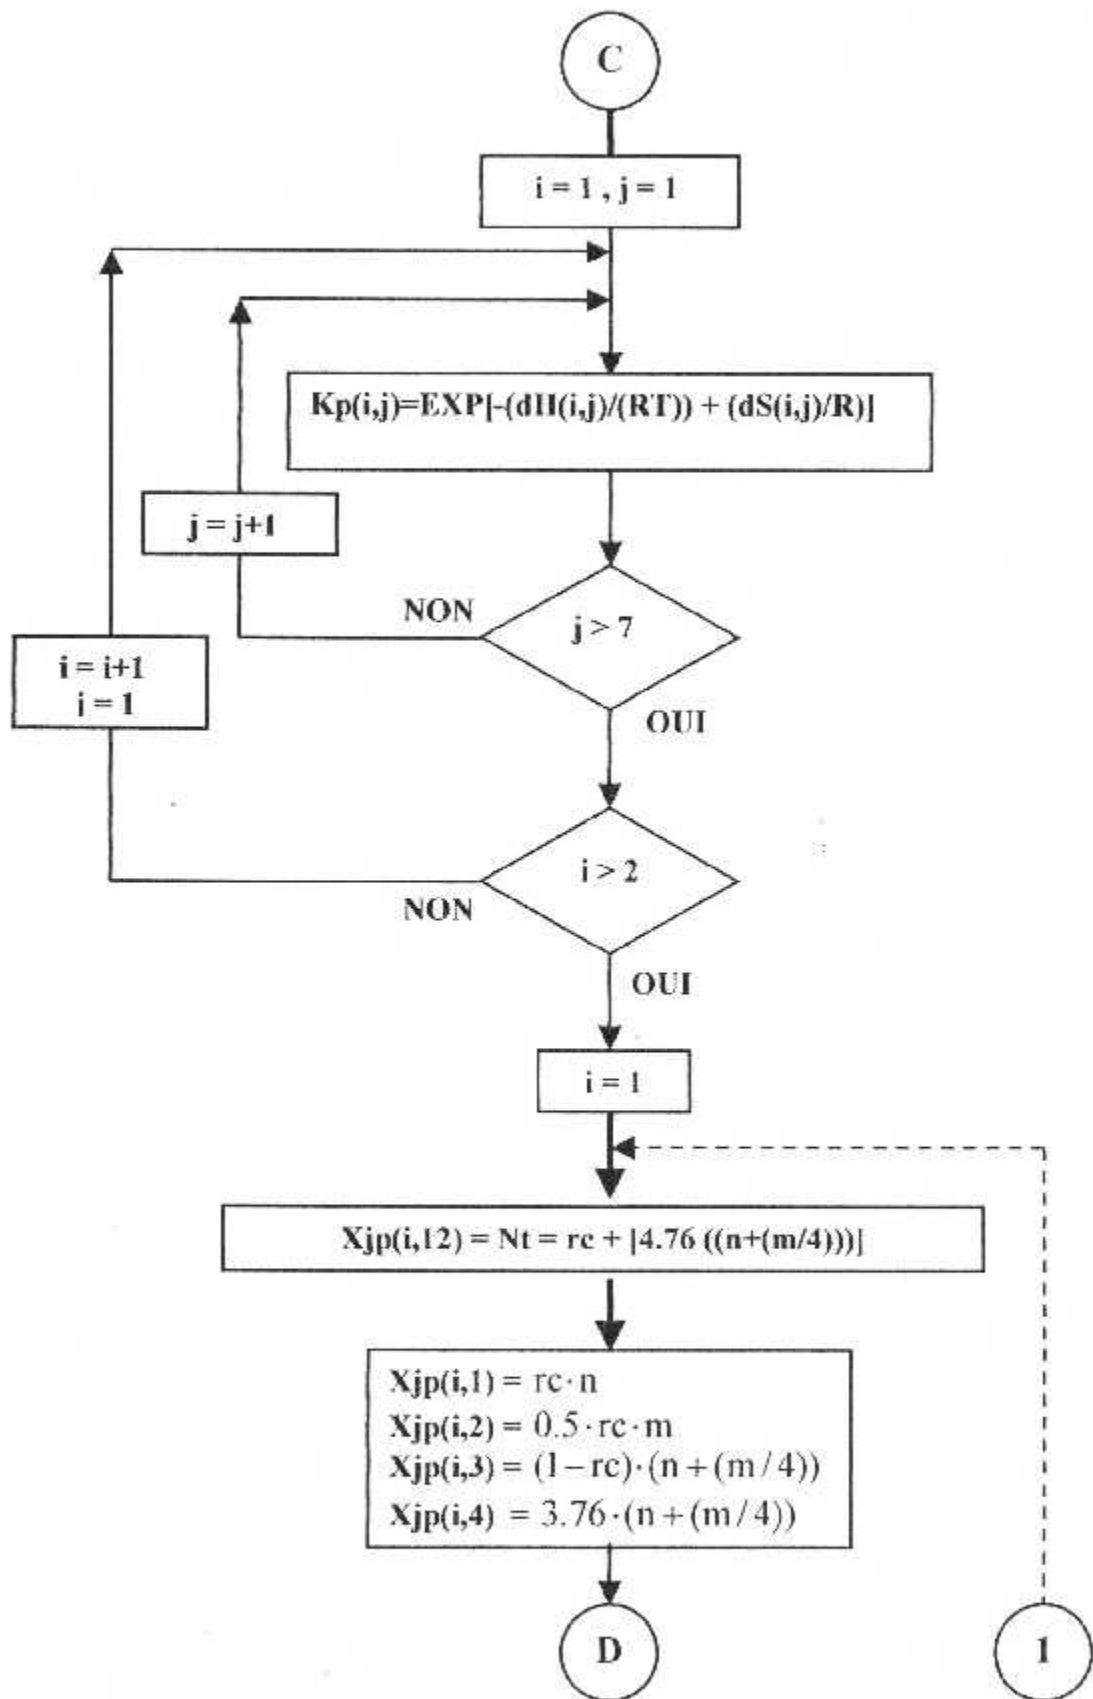 C
i = 1 , j = 1
Kp(i,j)=EXP[-(dH(i,j)/(RT)) + (dS(i,j)/R)]
j = j+1
NON
j > 7
i = i+1
j = 1
OUI
i > 2
NON
OUI
i = 1
Xjp(i,12) = Nt = rc + [4.76 ((n+(m/4)))]
Xjp(i,1) = rc·n
Xjp(i,2) = 0.5·rc·m
Xjp(i,3) = (1−rc)·(n+(m/4))
Xjp(i,4) = 3.76·(n+(m/4))
D
1